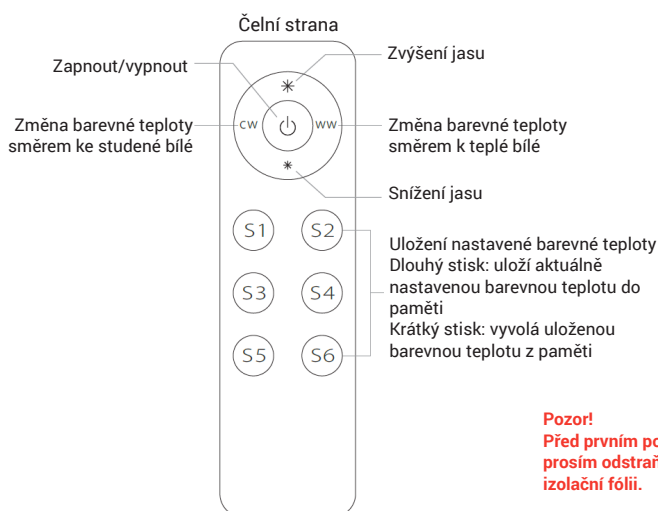 Čelní strana
Zapnout/vypnout
Zvýšení jasu
CW
WW
Změna barevné teploty
směrem ke studené bílé
Změna barevné teploty
směrem k teplé bílé
Snížení jasu
S1
S2
S3
S4
S5
S6
Uložení nastavené barevné teploty
Dlouhý stisk: uloží aktuálně
nastavenou barevnou teplotu do
paměti
Krátký stisk: vyvolá uloženou
barevnou teplotu z paměti
Pozor!
Před prvním
prosím
izolační fólii.